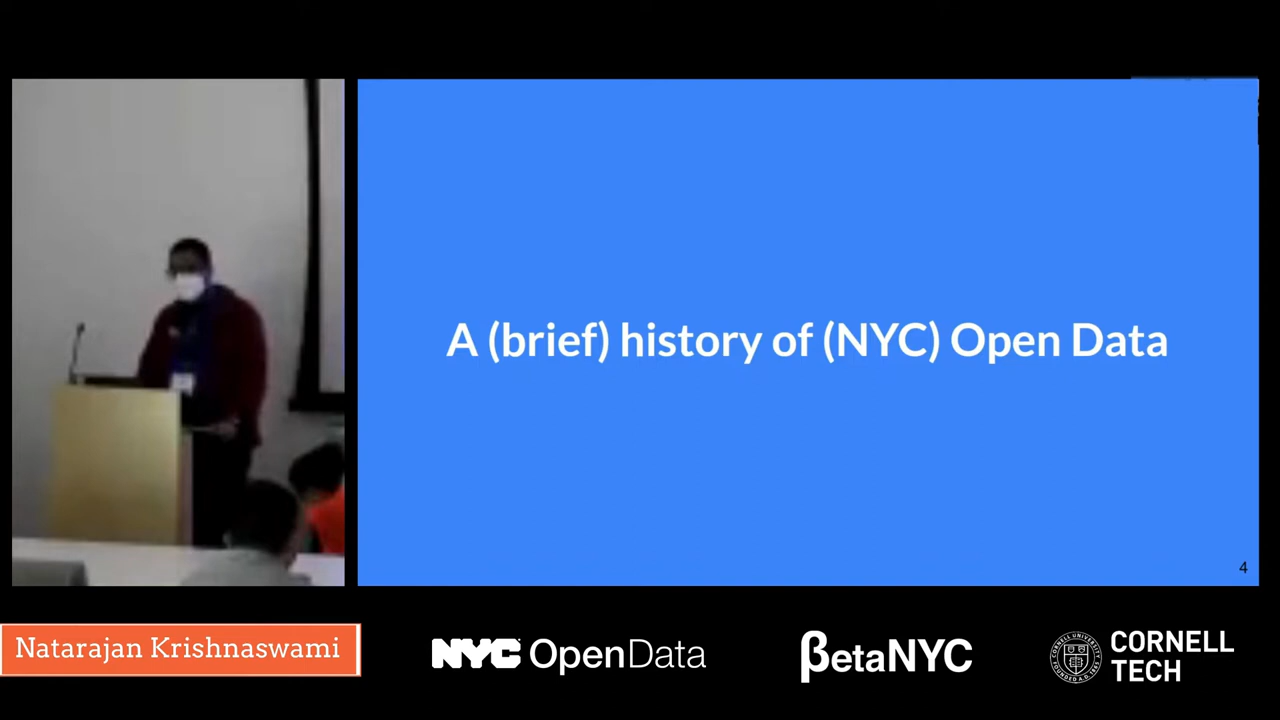 A (brief) history of (NYC) Open Data
4
Natarajan Krishnaswami
NYC OpenData
βetaNYC
CORNELL
TECH